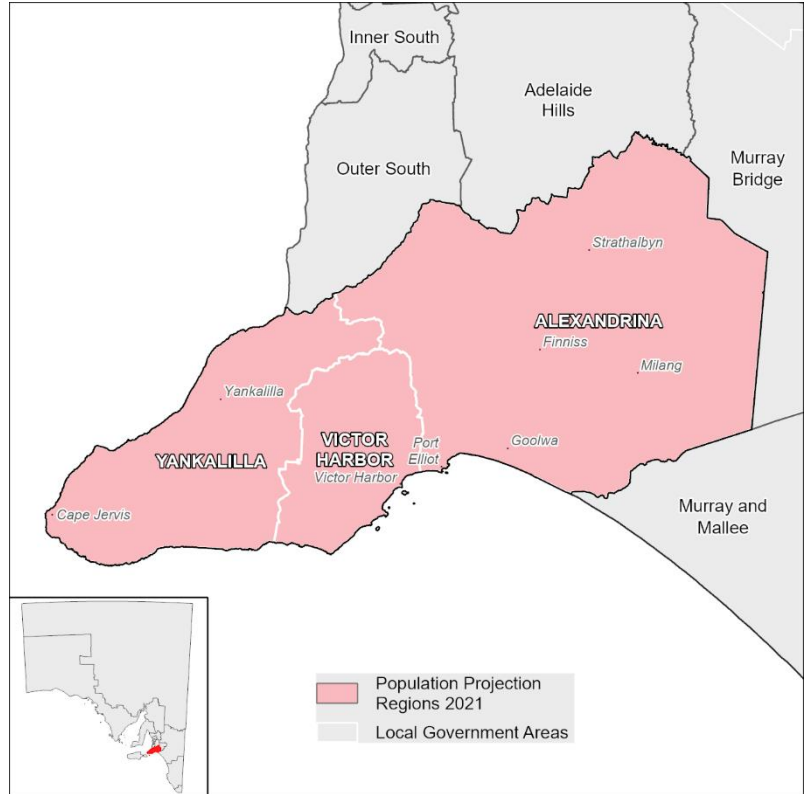 Inner South
Adelaide
Hills
Outer South
Murray
Bridge
Strathalbyn
ALEXANDRINA
Finniss
Milang
Yankalilla
YANKALILLA
VICTOR
HARBOR
Victor Harbor
Port
Elliot
Goolwa
Cape Jervis
Murray and
Mallee
Population Projection
Regions 2021
Local Government Areas